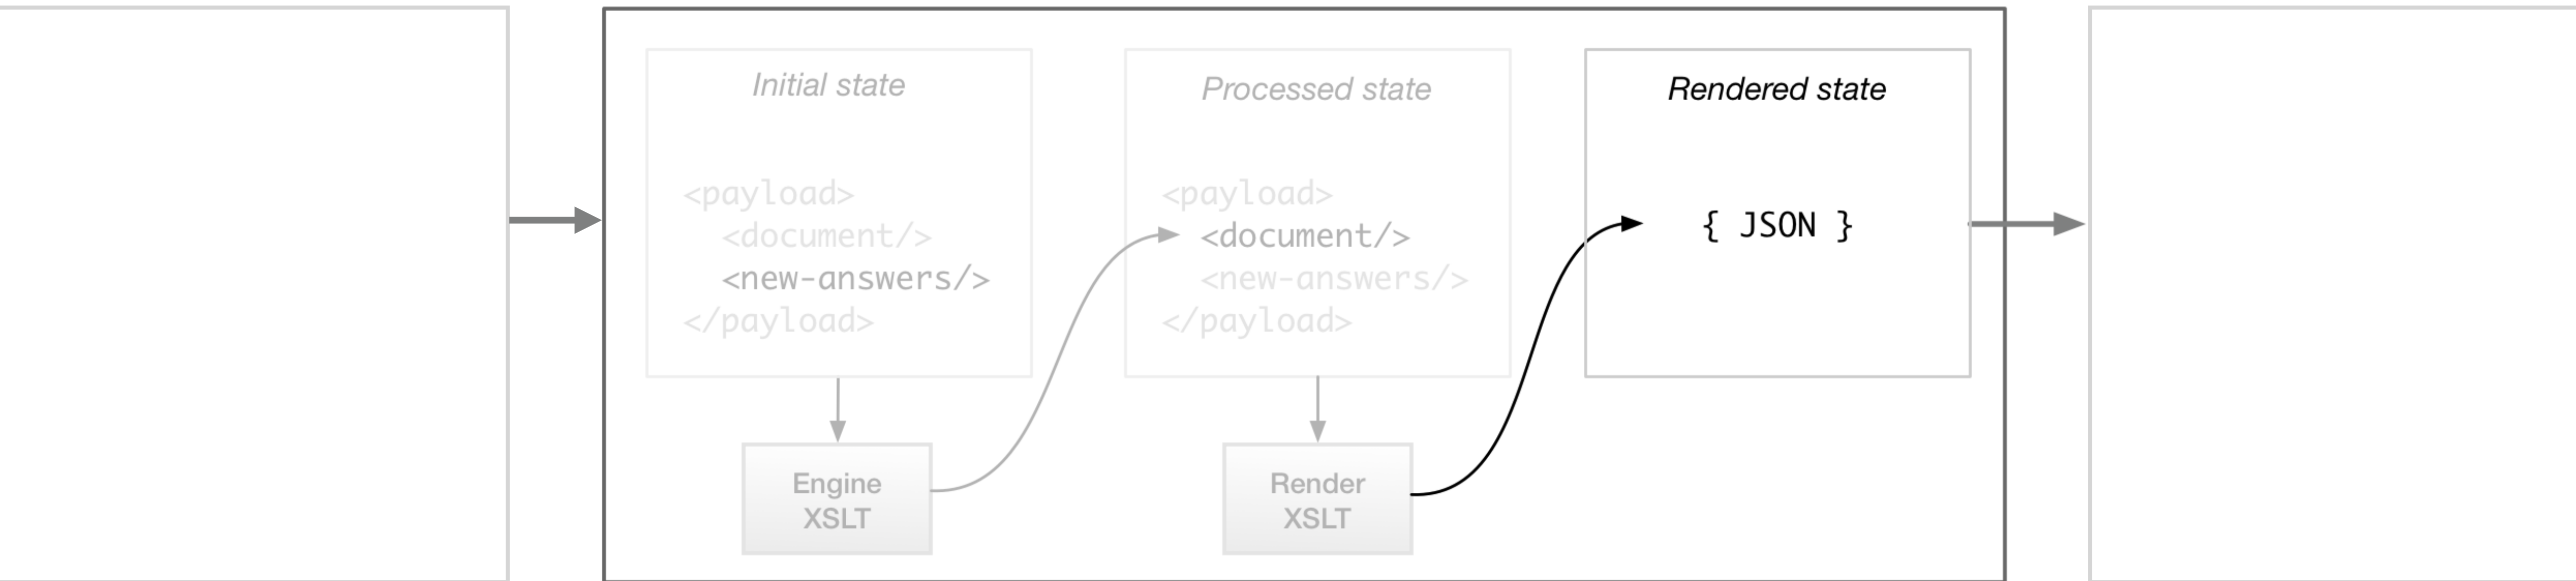 Initial state
<payload>
<document/>
<new-answers/>
</payload>
Engine
XSLT
Processed state
<payload>
<document/>
<new-answers/>
</payload>
Render
XSLT
Rendered state
{ JSON }